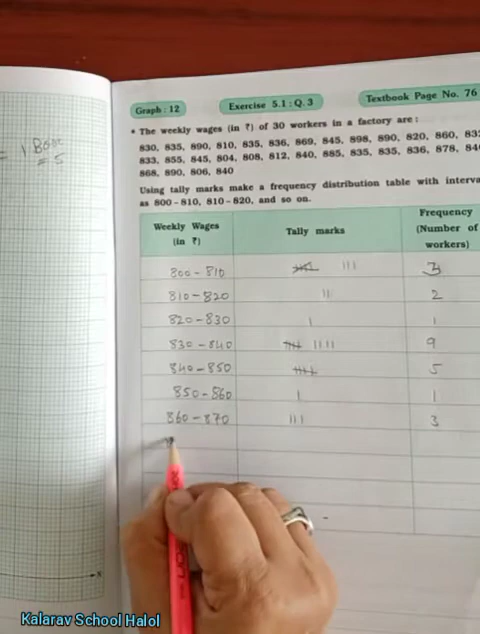 = 1 Book
= 5
Graph : 12
Exercise 5.1 : Q. 3
Textbook Page No. 76
* The weekly wages (in ₹) of 30 workers in a factory are :
830, 835, 890, 810, 835, 836, 869, 845, 898, 890, 820, 860, 832
833, 855, 845, 804, 808, 812, 840, 885, 835, 835, 836, 878, 840
868, 890, 806, 840
Using tally marks make a frequency distribution table with interva
as 800-810, 810-820, and so on.
Weekly Wages (in ₹) Tally marks Frequency (Number of workers)
800-810 ||| 3
810-820 || 2
820-830 | 1
830-840 |||| |||| 9
840-850 |||| 5
850-860 | 1
860-870 ||| 3
8
X
Kalarav School Halol